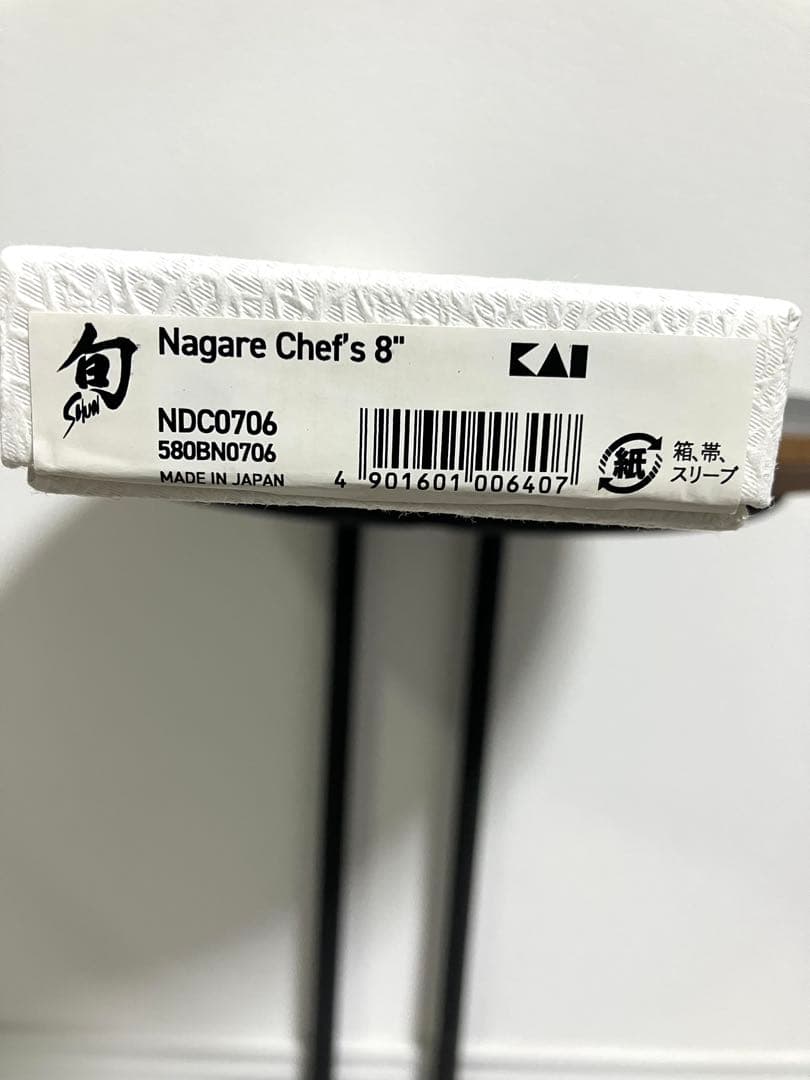 旬
Shun
Nagare Chef's 8"
KAI
NDC0706
580BN0706
MADE IN JAPAN
4 901601 006407
紙
箱、帯、
スリーブ